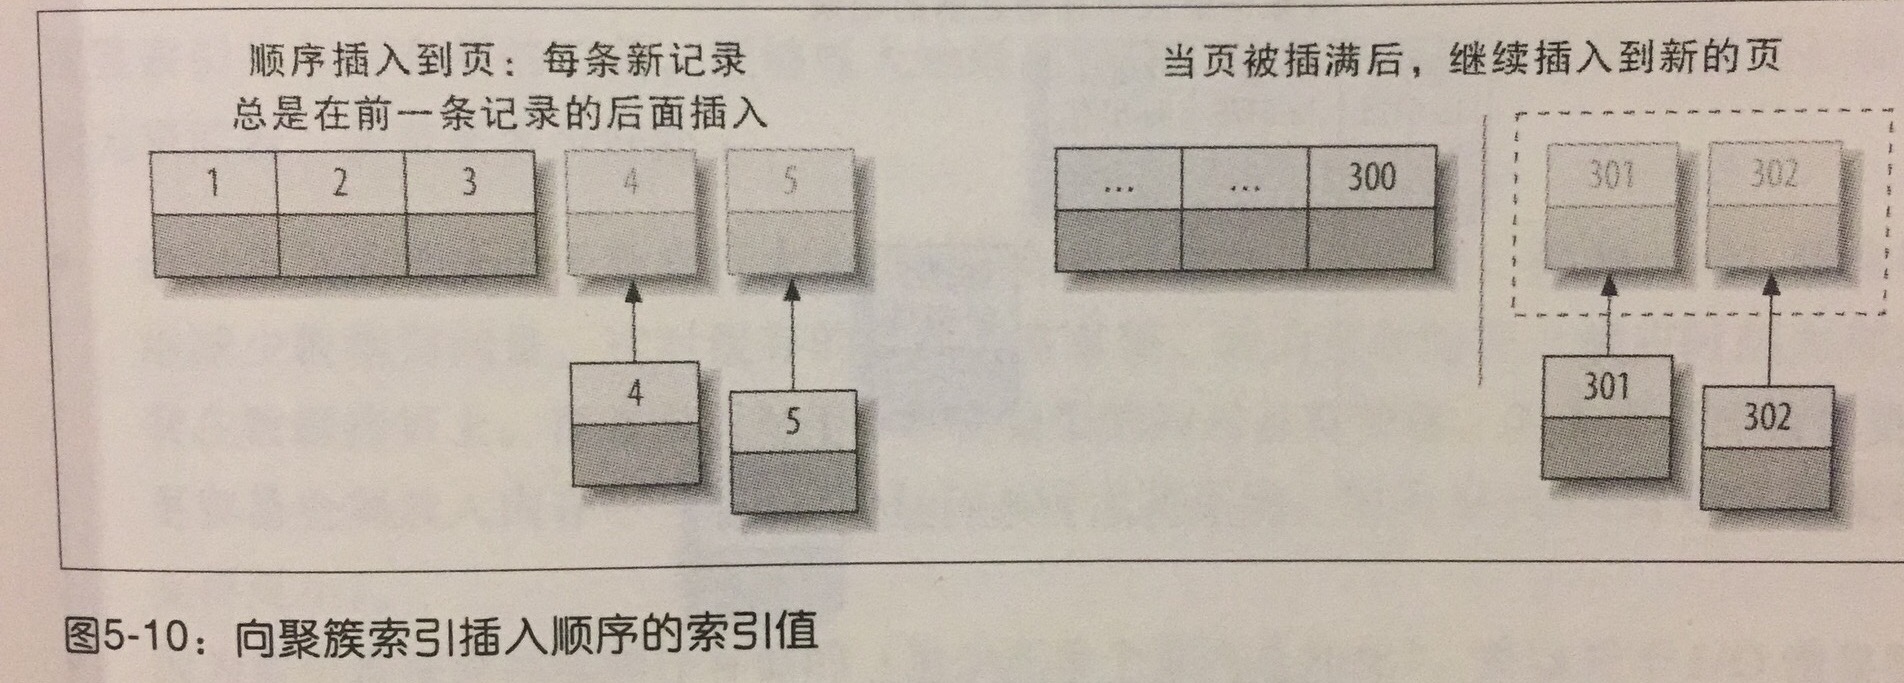 顺序插入到页：每条新记录
总是在前一条记录的后面插入
1 2 3 4 5
4
5
当页被插满后，继续插入到新的页
... ... 300 301 302
301
302
图5-10：向聚簇索引插入顺序的索引值